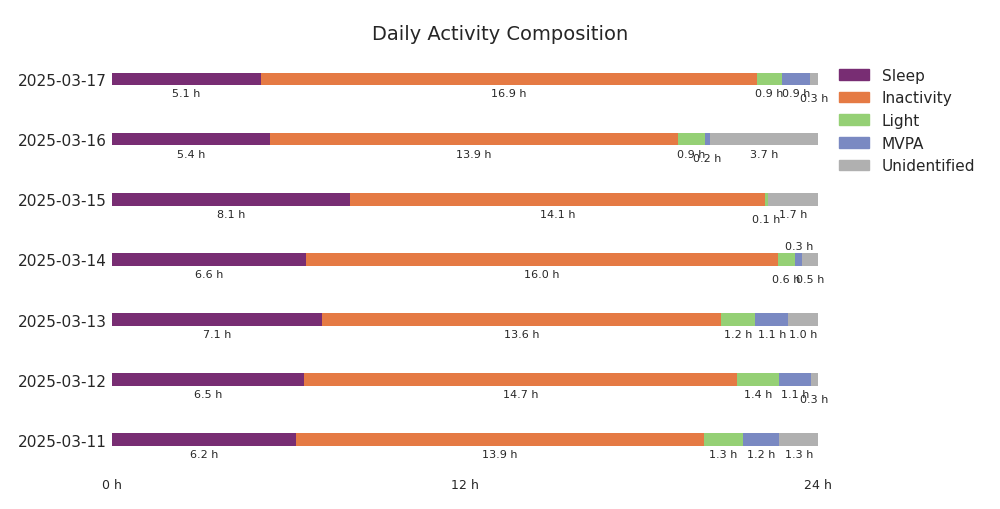 Daily Activity Composition
2025-03-17
5.1 h 16.9 h 0.9 h 0.9 h 0.3 h
2025-03-16
5.4 h 13.9 h 0.9 h 0.2 h 3.7 h
2025-03-15
8.1 h 14.1 h 0.1 h 1.7 h
2025-03-14
6.6 h 16.0 h 0.6 h 0.3 h 0.5 h
2025-03-13
7.1 h 13.6 h 1.2 h 1.1 h 1.0 h
2025-03-12
6.5 h 14.7 h 1.4 h 1.1 h 0.3 h
2025-03-11
6.2 h 13.9 h 1.3 h 1.2 h 1.3 h
0 h 12 h 24 h
Sleep
Inactivity
Light
MVPA
Unidentified